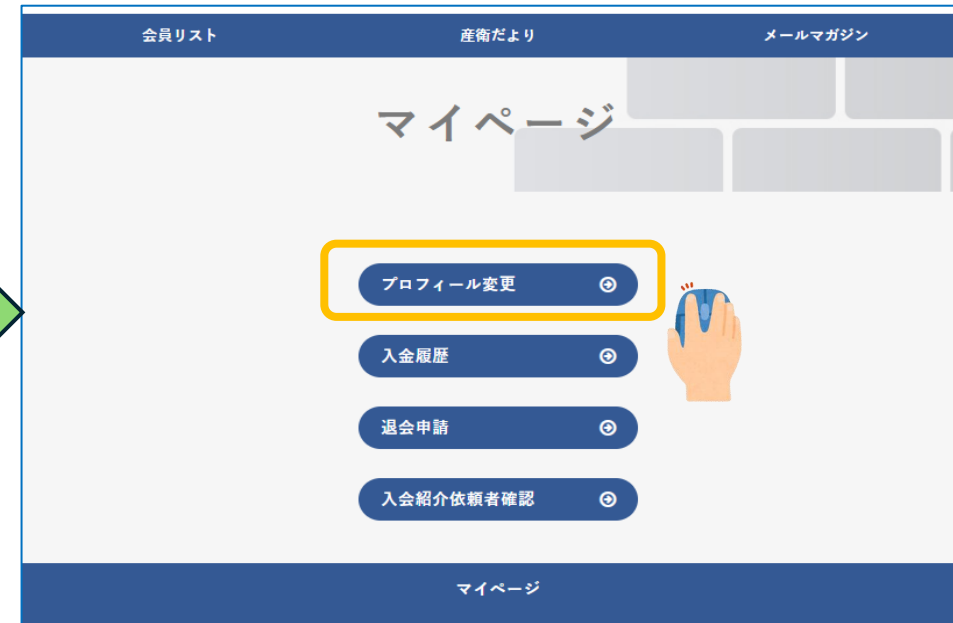 会員リスト 産衛だより メールマガジン
マイページ
プロフィール変更
入金履歴
退会申請
入会紹介依頼者確認
マイページ